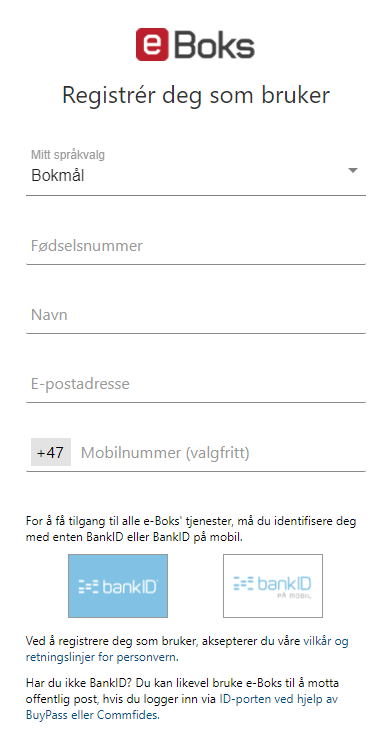 e Boks
Registrér deg som bruker
Mitt språkvalg
Bokmål
Fødselsnummer
Navn
E-postadresse
+47 Mobilnummer (valgfritt)
For å få tilgang til alle e-Boks' tjenester, må du identifisere deg
med enten BankID eller BankID på mobil.
bankID
bankID
PÅ MOBIL
Ved å registrere deg som bruker, aksepterer du våre vilkår og
retningslinjer for personvern.
Har du ikke BankID? Du kan likevel bruke e-Boks til å motta
offentlig post, hvis du logger inn via ID-porten ved hjelp av
BuyPass eller Commfides.